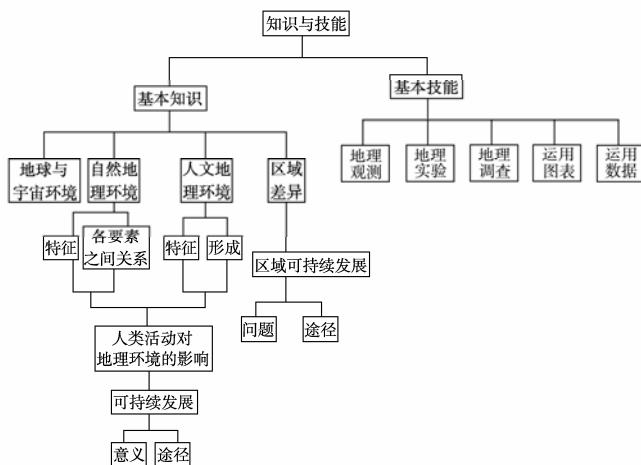 知识与技能
基本知识
基本技能
地球与
宇宙环境
自然地
理环境
人文地
理环境
区域
差异
地理
观测
地理
实验
地理
调查
运用
图表
运用
数据
特征
各要素
之间关系
特征
形成
区域可持续发展
问题
途径
人类活动对
地理环境的影响
可持续发展
意义
途径